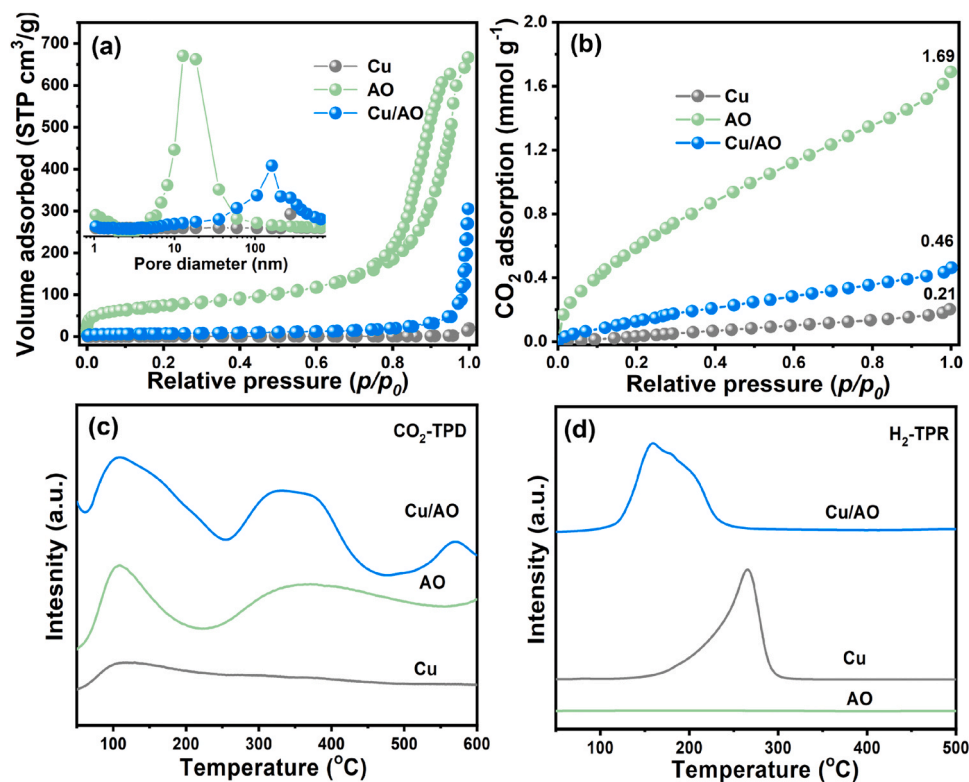 (a)
Volume adsorbed (STP cm³/g)
700
600
500
400
300
200
100
0
Cu
AO
Cu/AO
1 10 100
Pore diameter (nm)
0.0 0.2 0.4 0.6 0.8 1.0
Relative pressure (p/p₀)
(b)
CO₂ adsorption (mmol g⁻¹)
2.0
1.6
1.2
0.8
0.4
0.0
Cu
AO
Cu/AO
1.69
0.46
0.21
0.0 0.2 0.4 0.6 0.8 1.0
Relative pressure (p/p₀)
(c)
CO₂-TPD
Intesnity (a.u.)
Cu/AO
AO
Cu
100 200 300 400 500 600
Temperature (°C)
(d)
H₂-TPR
Intensity (a.u.)
Cu/AO
Cu
AO
100 200 300 400 500
Temperature (°C)